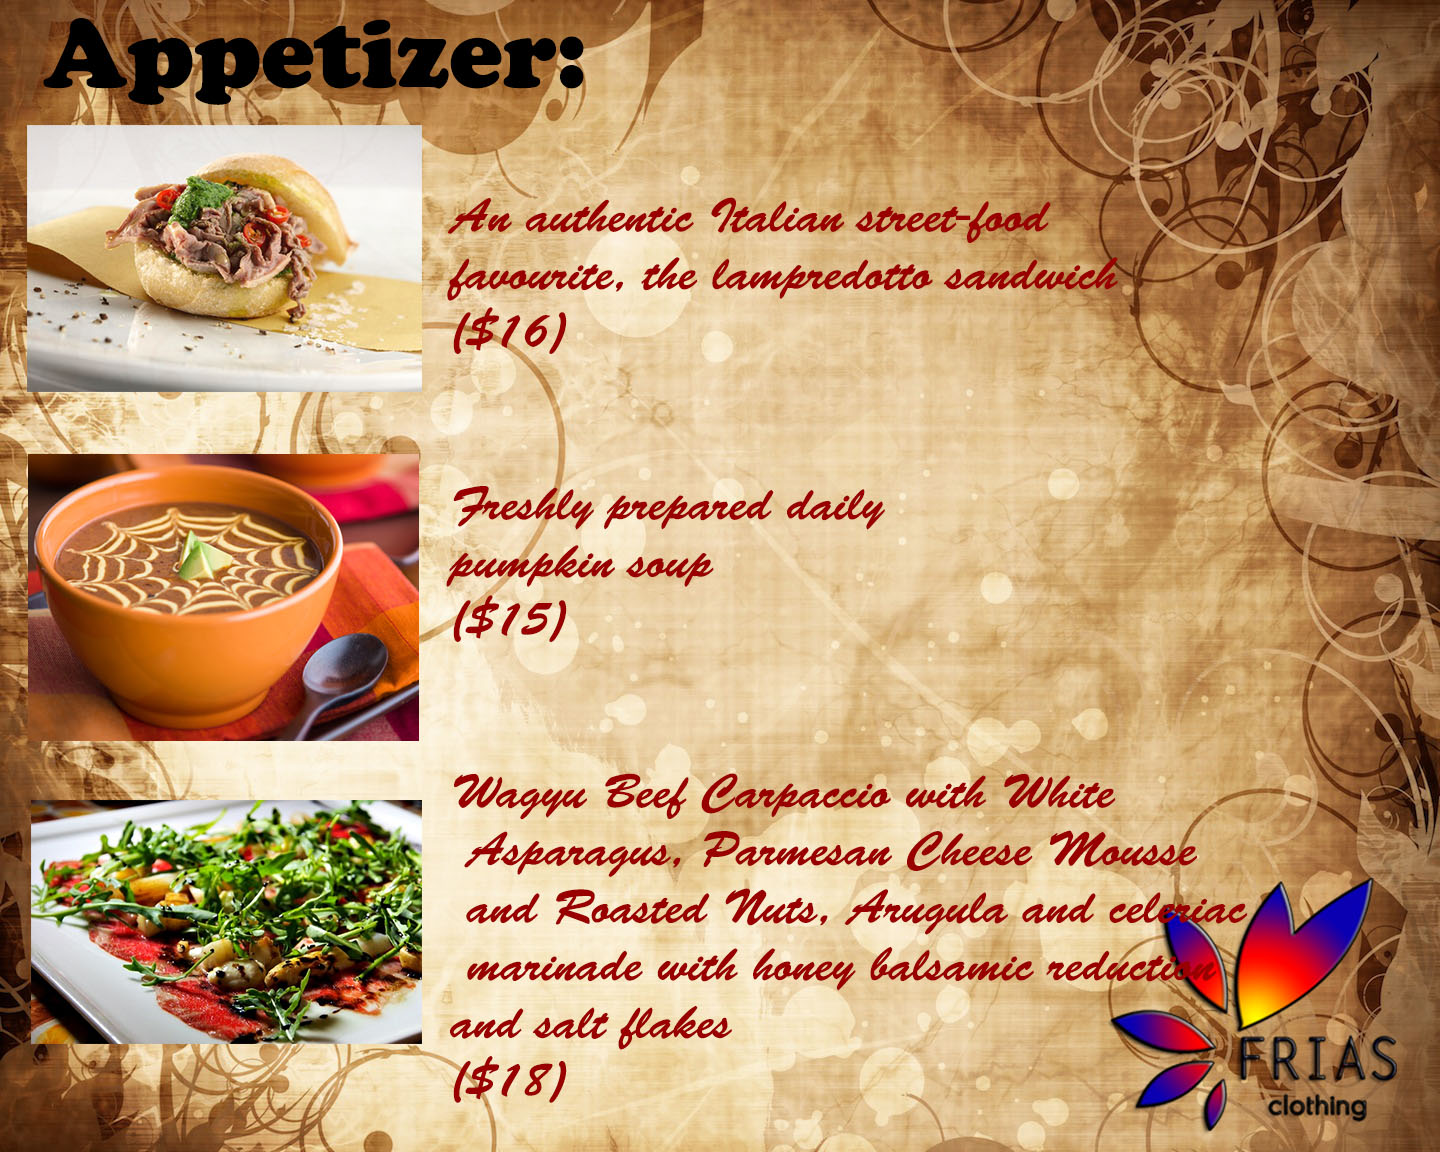 Appetizer:
An authentic Italian street-food
favourite, the lampredotto sandwich
($16)
Freshly prepared daily
pumpkin soup
($15)
Wagyu Beef Carpaccio with White
Asparagus, Parmesan Cheese Mousse
and Roasted Nuts, Arugula and celeriac
marinade with honey balsamic reduction
and salt flakes
($18)
FRIAS
clothing